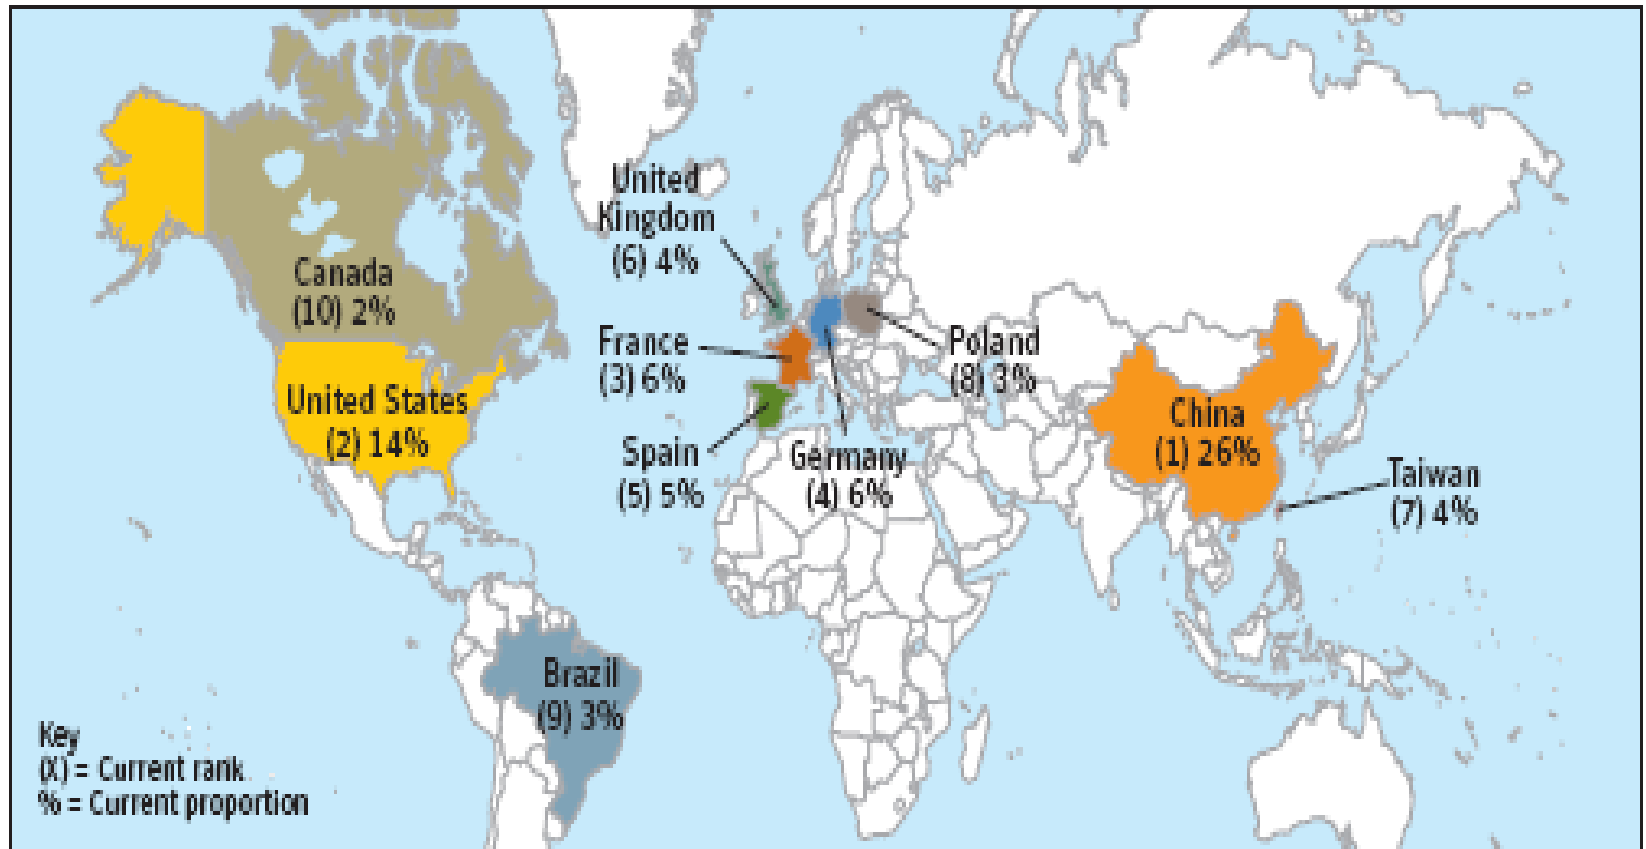 United
Kingdom
(6) 4%
Canada
(10) 2%
France
(3) 6%
Poland
(8) 3%
United States
(2) 14%
China
(1) 26%
Spain
(5) 5%
Germany
(4) 6%
Taiwan
(7) 4%
Brazil
(9) 3%
Key
(X) = Current rank
% = Current proportion